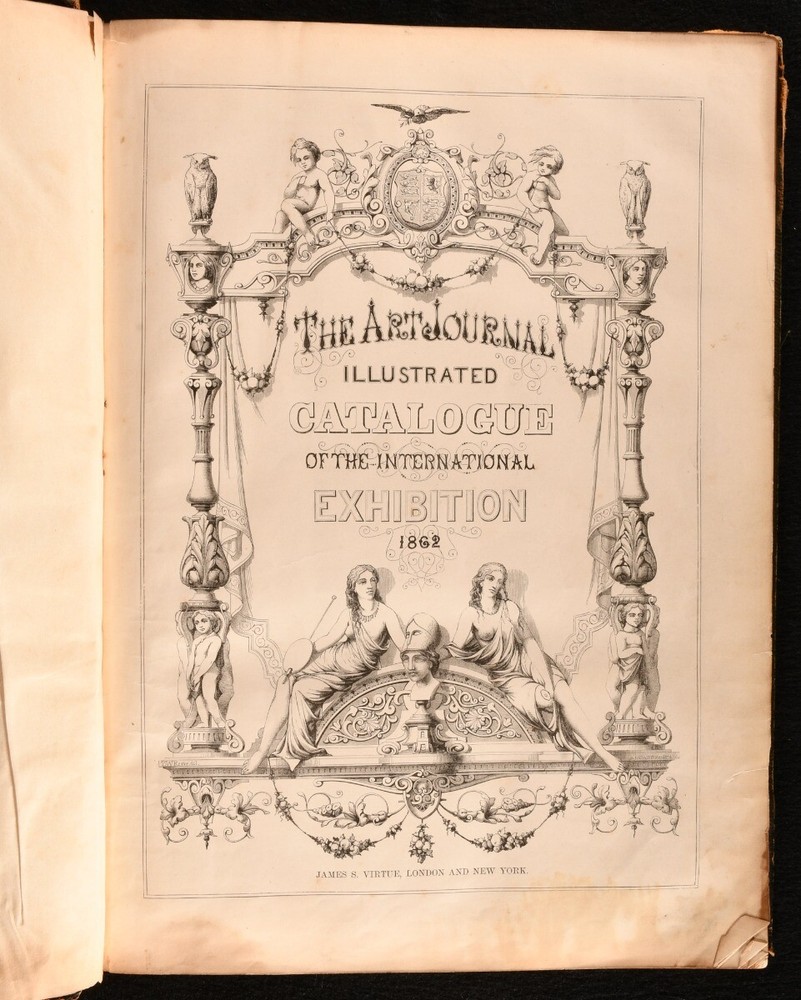 THE ART JOURNAL
ILLUSTRATED
CATALOGUE
OF THE INTERNATIONAL
EXHIBITION
1862
JAMES S. VIRTUE, LONDON AND NEW YORK.